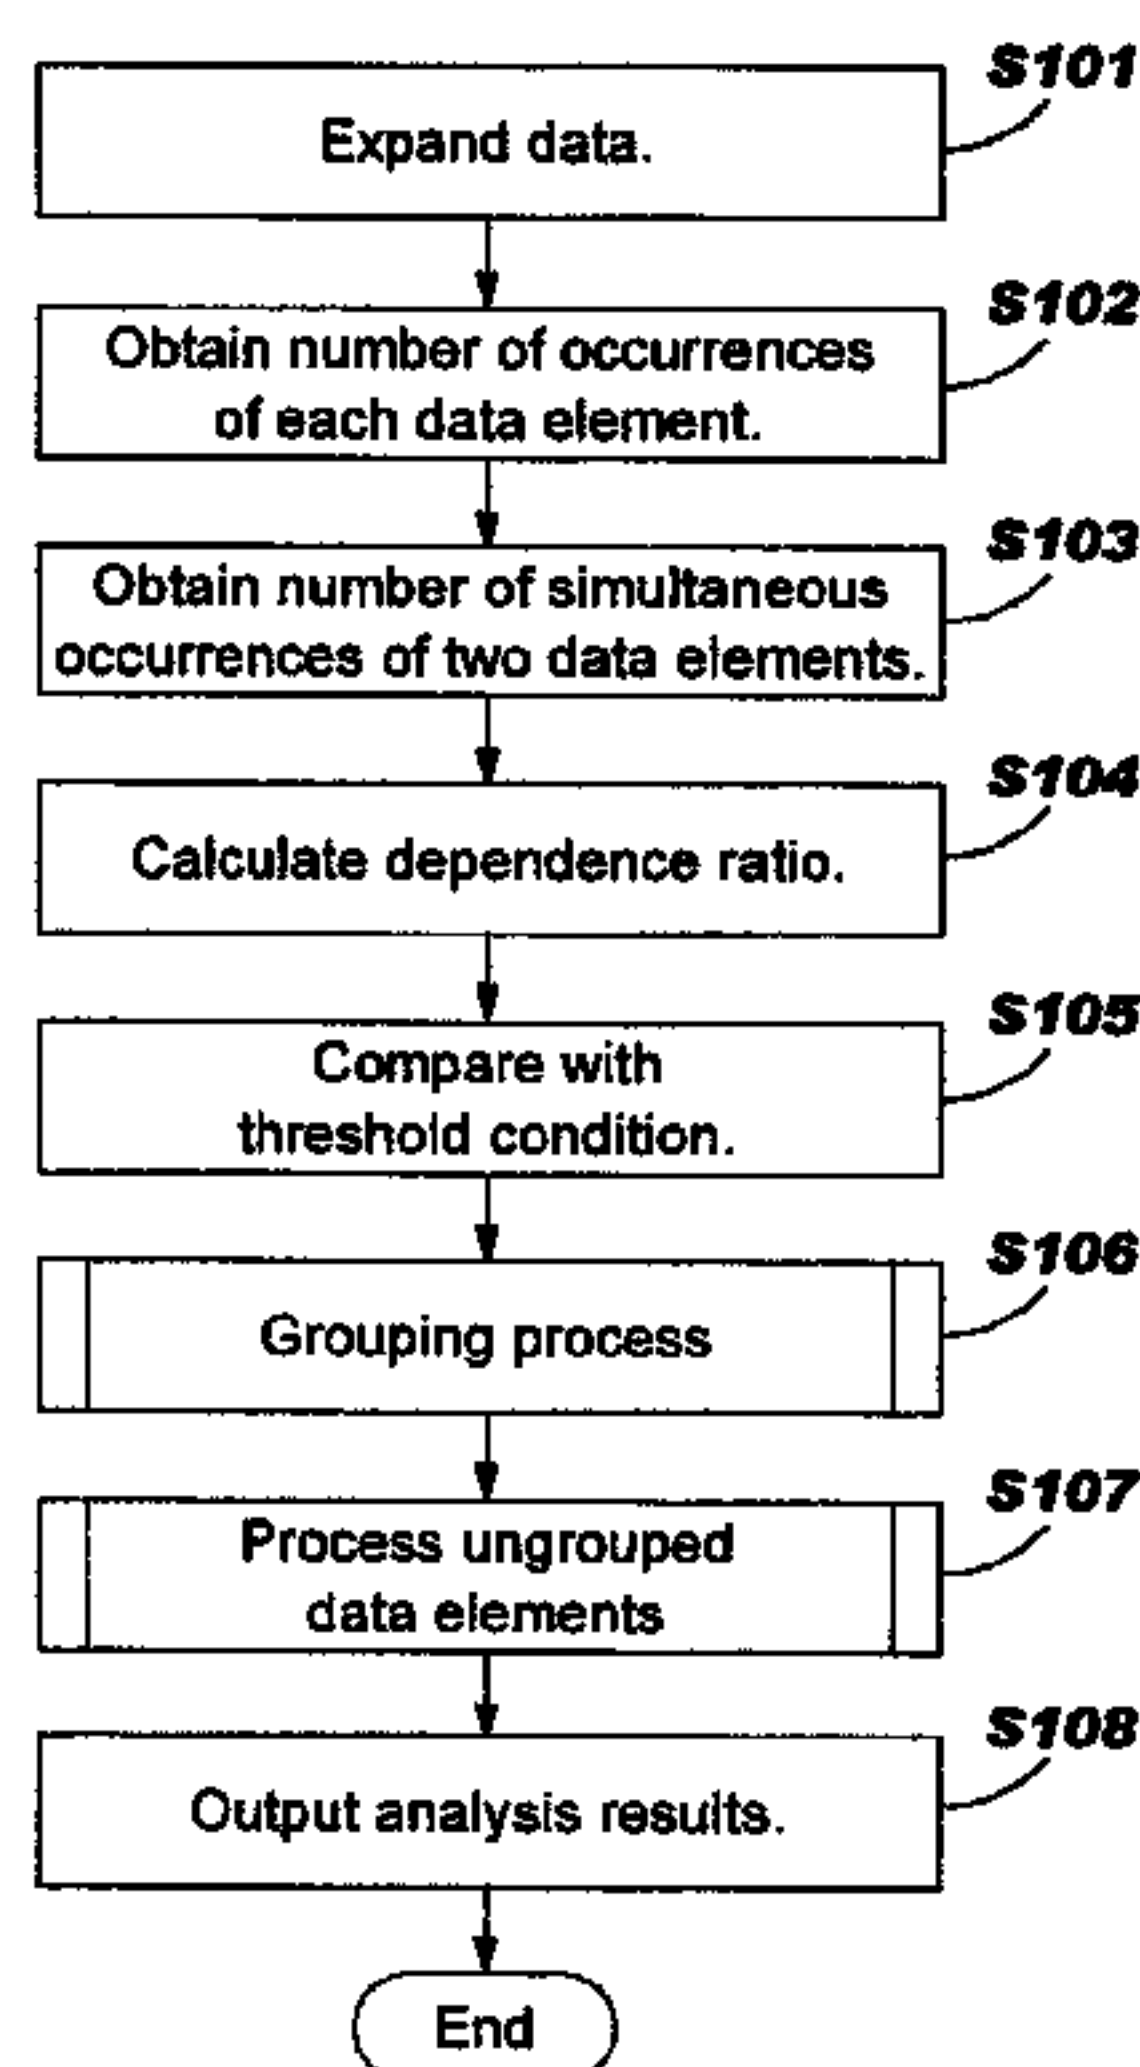 S101
Expand data.
S102
Obtain number of occurrences
of each data element.
S103
Obtain number of simultaneous
occurrences of two data elements.
S104
Calculate dependence ratio.
S105
Compare with
threshold condition.
S106
Grouping process
S107
Process ungrouped
data elements
S108
Output analysis results.
End